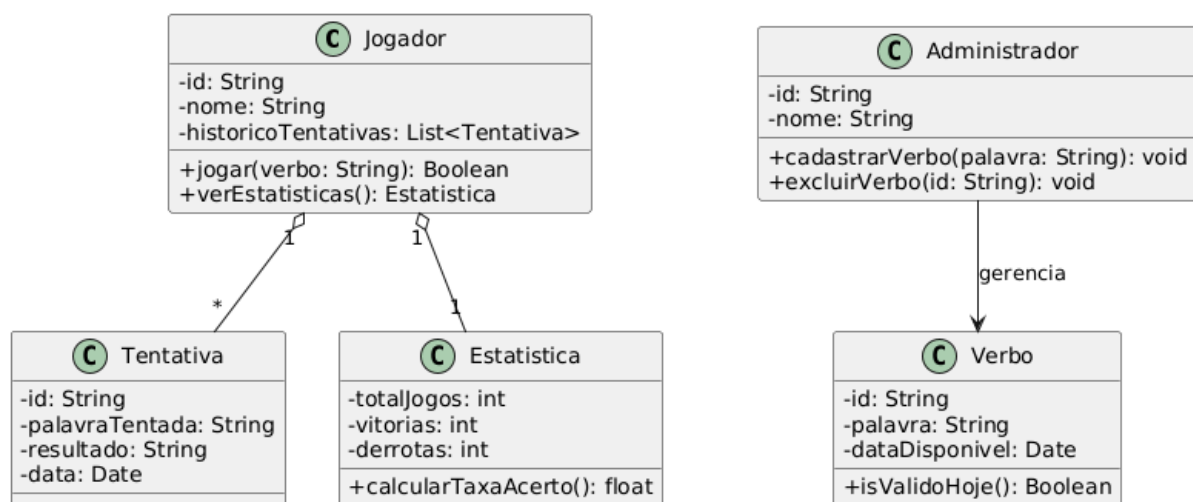 C Jogador
-id: String
-nome: String
-historicoTentativas: List<Tentativa>
+jogar(verbo: String): Boolean
+verEstatisticas(): Estatistica
C Administrador
-id: String
-nome: String
+cadastrarVerbo(palavra: String): void
+excluirVerbo(id: String): void
1
1
gerencia
*
1
C Tentativa
-id: String
-palavraTentada: String
-resultado: String
-data: Date
C Estatistica
-totalJogos: int
-vitorias: int
-derrotas: int
+calcularTaxaAcerto(): float
C Verbo
-id: String
-palavra: String
-dataDisponivel: Date
+isValidoHoje(): Boolean